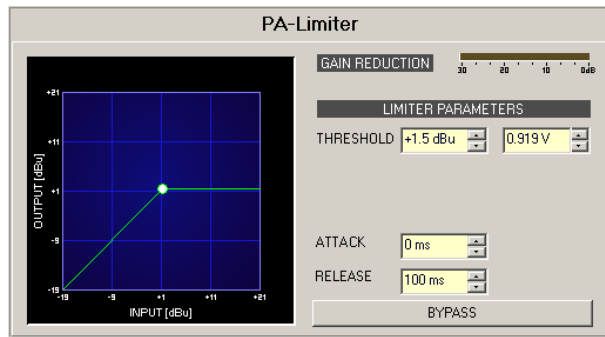 PA-Limiter
GAIN REDUCTION
30 20 10 0dB
LIMITER PARAMETERS
THRESHOLD +1.5 dBu 0.919 V
ATTACK 0 ms
RELEASE 100 ms
BYPASS
OUTPUT [dBu]
+21
+11
+1
-9
-19
-19 -9 +1 +11 +21
INPUT [dBu]